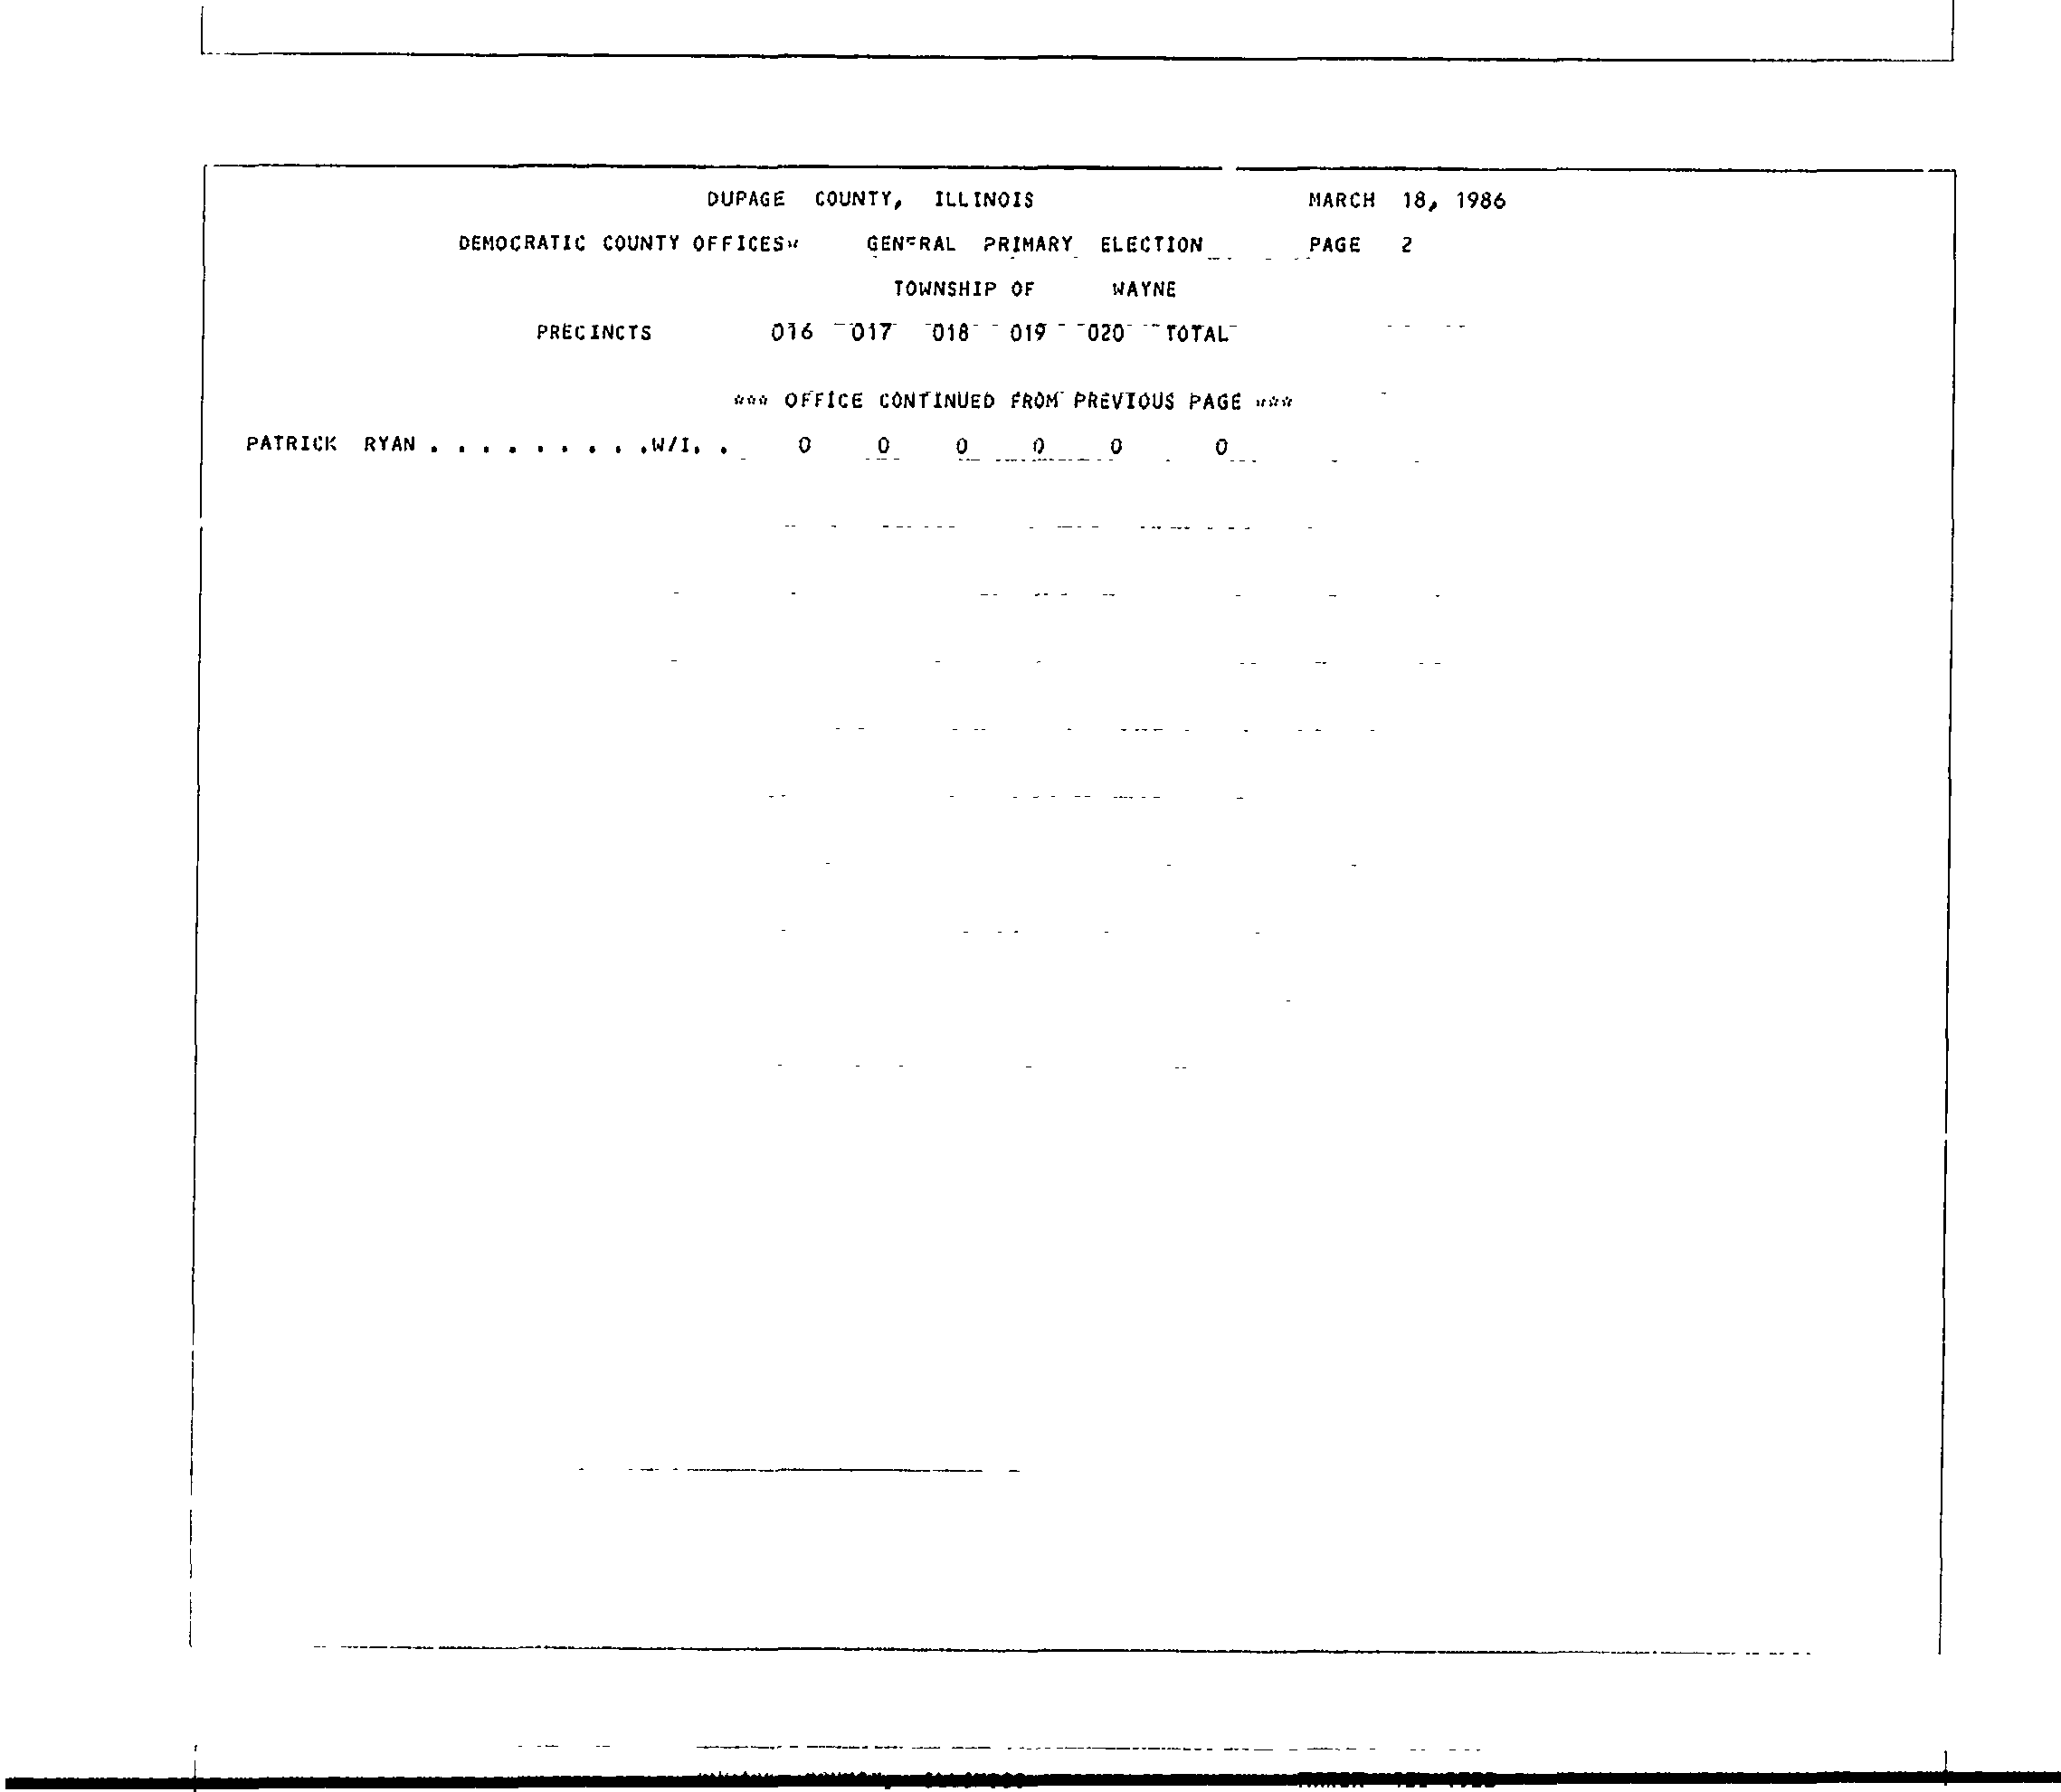 DUPAGE COUNTY, ILLINOIS MARCH 18, 1986
DEMOCRATIC COUNTY OFFICES* GENERAL PRIMARY ELECTION PAGE 2
TOWNSHIP OF WAYNE
PRECINCTS 016 017 018 019 020 TOTAL
*** OFFICE CONTINUED FROM PREVIOUS PAGE ***
PATRICK RYAN . . . . . . . . .W/I. . 0 0 0 0 0 0